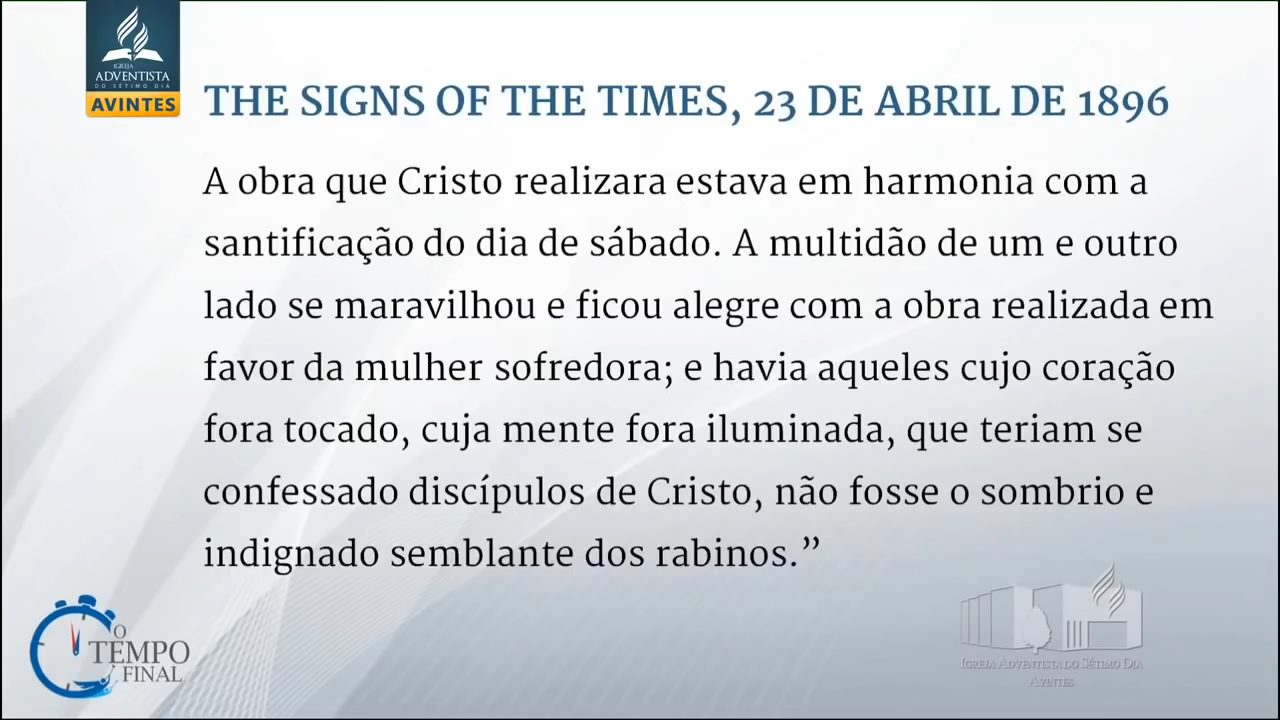 IGREJA
ADVENTISTA
DO SÉTIMO DIA
AVINTES
THE SIGNS OF THE TIMES, 23 DE ABRIL DE 1896
A obra que Cristo realizara estava em harmonia com a
santificação do dia de sábado. A multidão de um e outro
lado se maravilhou e ficou alegre com a obra realizada em
favor da mulher sofredora; e havia aqueles cujo coração
fora tocado, cuja mente fora iluminada, que teriam se
confessado discípulos de Cristo, não fosse o sombrio e
indignado semblante dos rabinos.”
O
TEMPO
FINAL
IGREJA ADVENTISTA DO SÉTIMO DIA
AVINTES